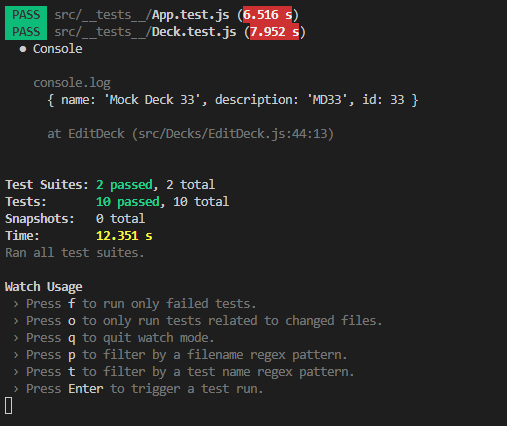 PASS src/__tests__/App.test.js (6.516 s)
PASS src/__tests__/Deck.test.js (7.952 s)
● Console
console.log
{ name: 'Mock Deck 33', description: 'MD33', id: 33 }
at EditDeck (src/Decks/EditDeck.js:44:13)
Test Suites: 2 passed, 2 total
Tests: 10 passed, 10 total
Snapshots: 0 total
Time: 12.351 s
Ran all test suites.
Watch Usage
› Press f to run only failed tests.
› Press o to only run tests related to changed files.
› Press q to quit watch mode.
› Press p to filter by a filename regex pattern.
› Press t to filter by a test name regex pattern.
› Press Enter to trigger a test run.